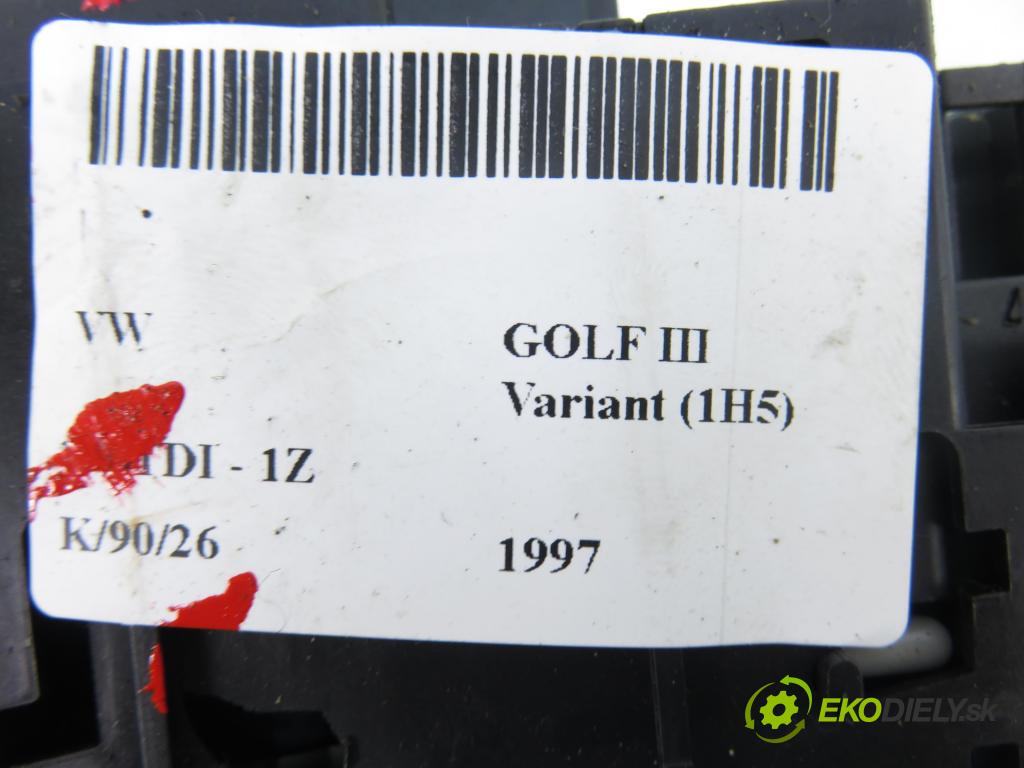 VW
GOLF III
Variant (1H5)
TDI - 1Z
K/90/26
1997
EKODIELY.sk